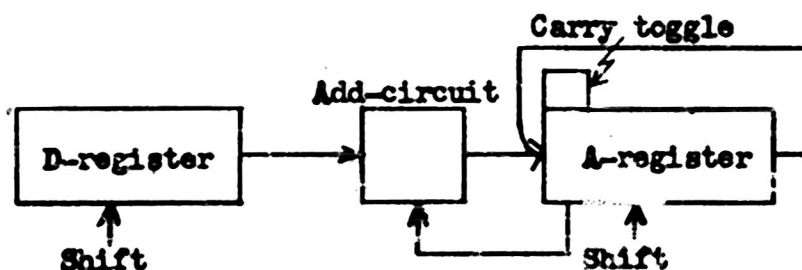 Carry toggle
Add-circuit
D-register
A-register
Shift
Shift